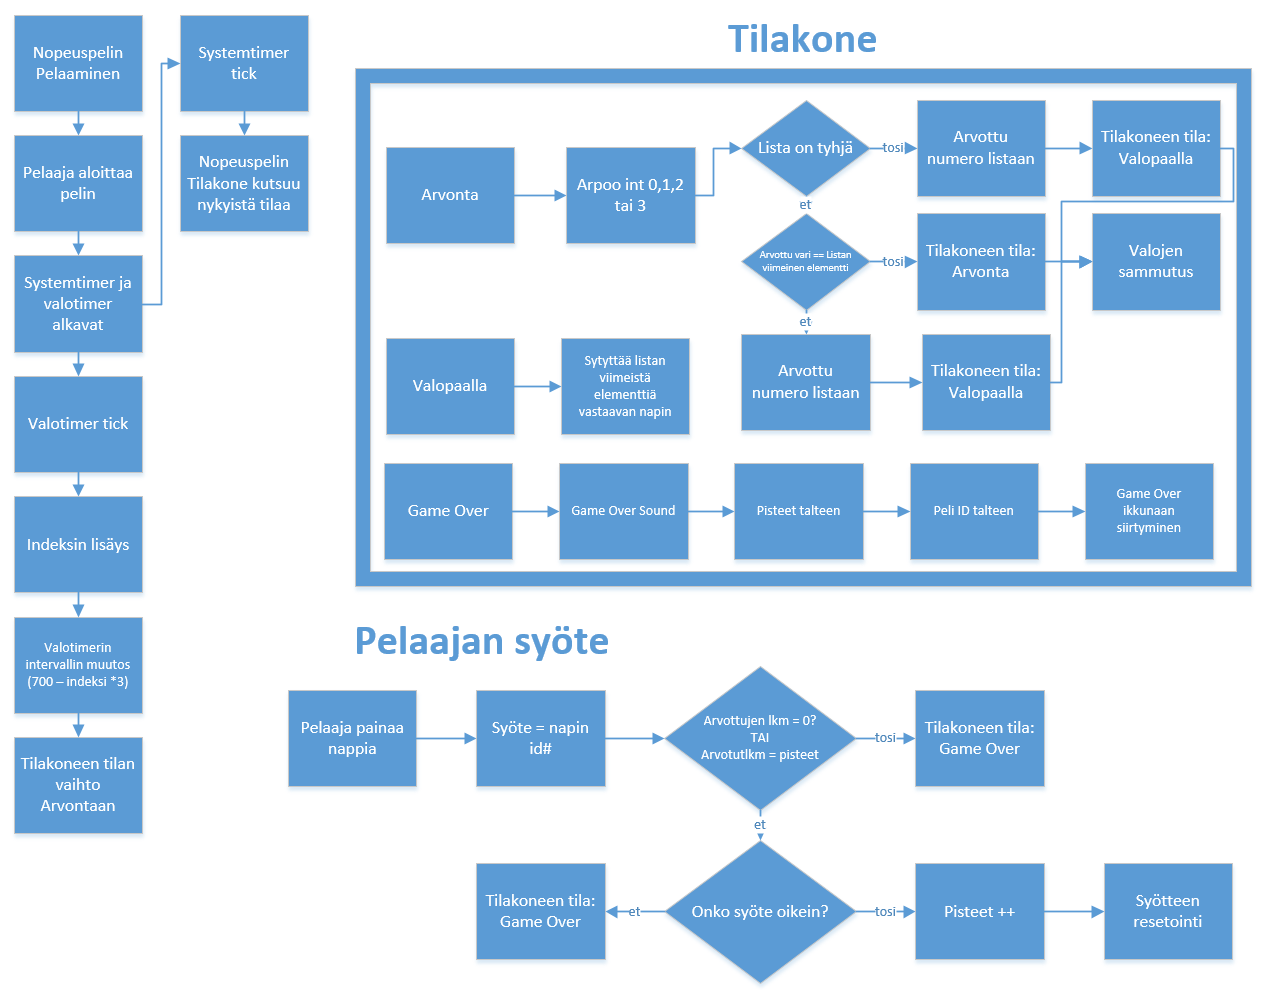 Nopeuspelin
Pelaaminen
Pelaaja aloittaa
pelin
Systemtimer ja
valotimer
alkavat
Valotimer tick
Indeksin lisäys
Valotimerin
intervallin muutos
(700 – indeksi *3)
Tilakoneen tilan
vaihto
Arvontaan
Systemtimer
tick
Nopeuspelin
Tilakone kutsuu
nykyistä tilaa
Tilakone
Arvonta
Arpoo int 0,1,2
tai 3
Lista on tyhjä
tosi
Arvottu
numero listaan
Tilakoneen tila:
Valopaalla
et
Arvottu vari == Listan
viimeinen elementti
tosi
Tilakoneen tila:
Arvonta
Valojen
sammutus
et
Arvottu
numero listaan
Tilakoneen tila:
Valopaalla
Valopaalla
Sytyttää listan
viimeistä
elementtiä
vastaavan napin
Game Over
Game Over Sound
Pisteet talteen
Peli ID talteen
Game Over
ikkunaan
siirtyminen
Pelaajan syöte
Pelaaja painaa
nappia
Syöte = napin
id#
Arvottujen lkm = 0?
TAI
Arvotutlkm = pisteet
tosi
Tilakoneen tila:
Game Over
et
Onko syöte oikein?
et
Tilakoneen tila:
Game Over
tosi
Pisteet ++
Syötteen
resetointi